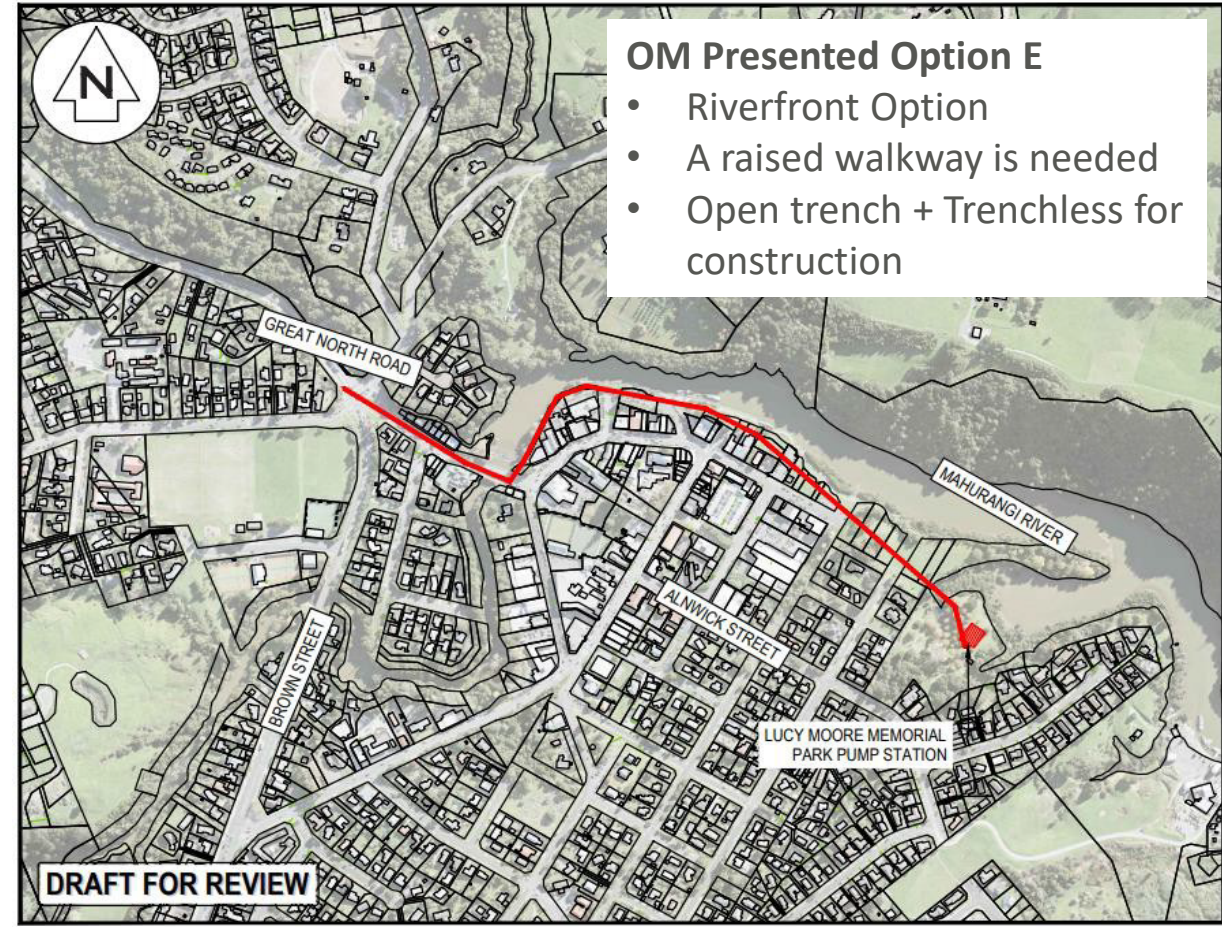 N
OM Presented Option E
• Riverfront Option
• A raised walkway is needed
• Open trench + Trenchless for
construction
GREAT NORTH ROAD
MAHURANGI RIVER
ALNWICK STREET
BROWN STREET
LUCY MOORE MEMORIAL
PARK PUMP STATION
DRAFT FOR REVIEW